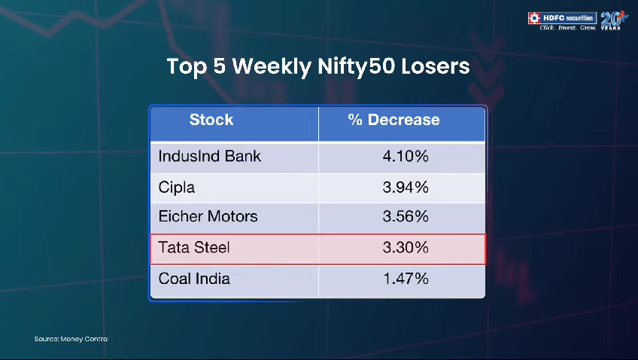 HDFC securities
Click. Invest. Grow.
20
YEARS
Top 5 Weekly Nifty50 Losers
Stock % Decrease
IndusInd Bank 4.10%
Cipla 3.94%
Eicher Motors 3.56%
Tata Steel 3.30%
Coal India 1.47%
Source: Money Contro